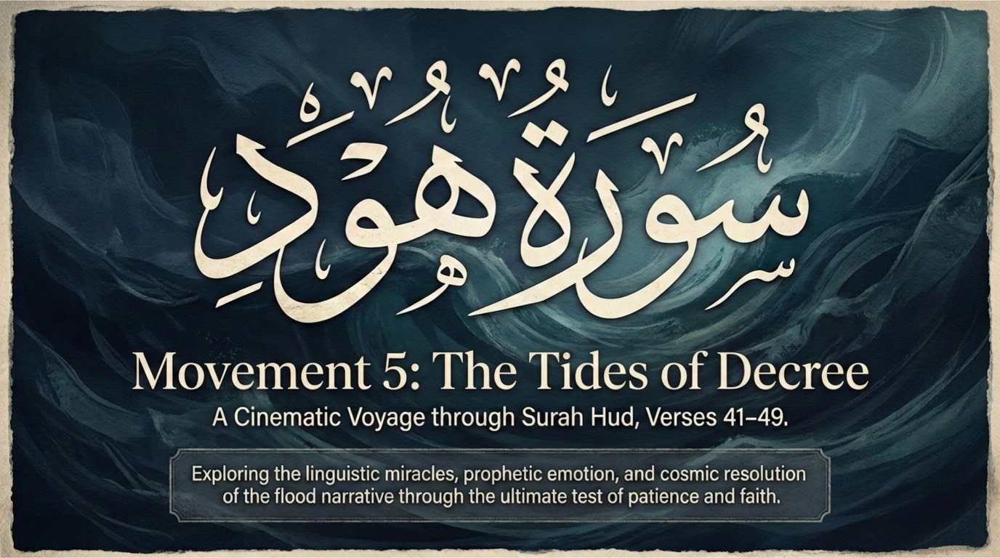 سُورَةُ هُوْدِ
Movement 5: The Tides of Decree
A Cinematic Voyage through Surah Hud, Verses 41–49.
Exploring the linguistic miracles, prophetic emotion, and cosmic resolution
of the flood narrative through the ultimate test of patience and faith.